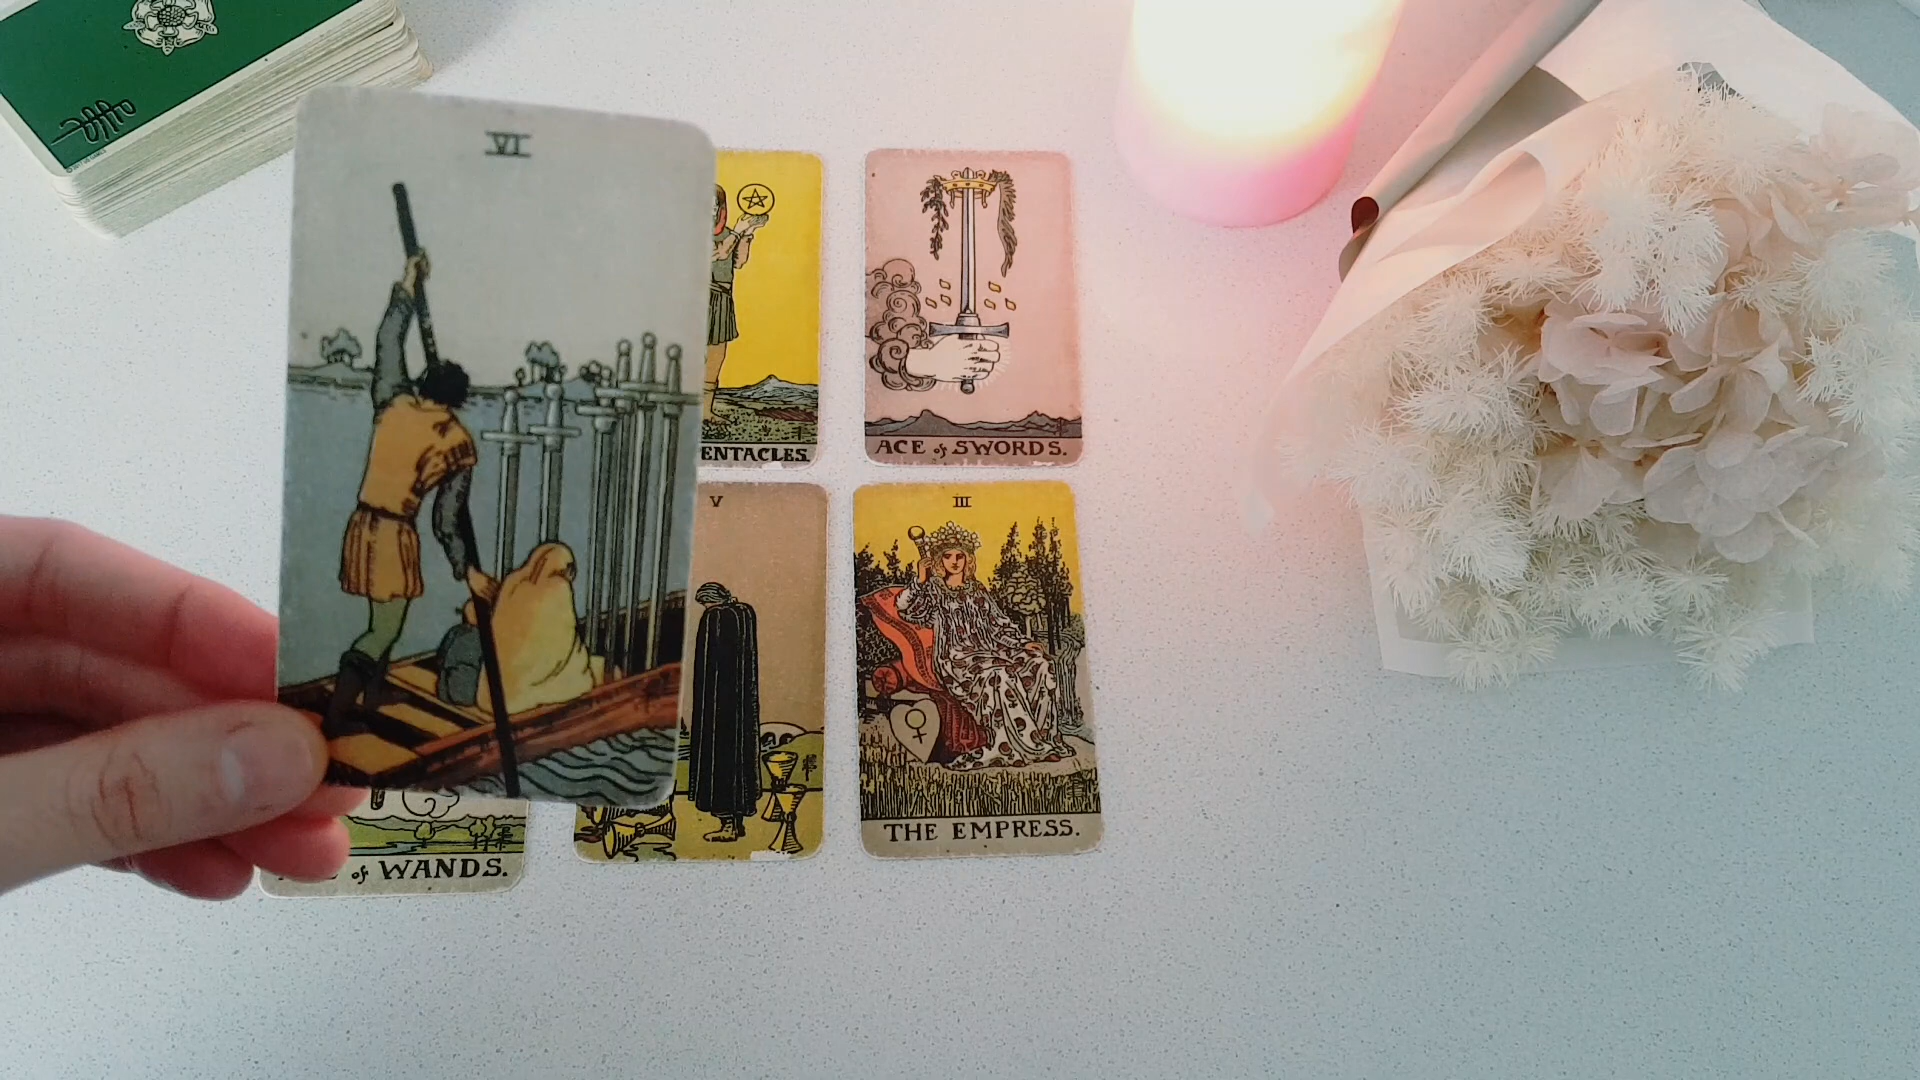 VI
ENTACLES.
ACE of SWORDS.
V
III
of WANDS.
THE EMPRESS.